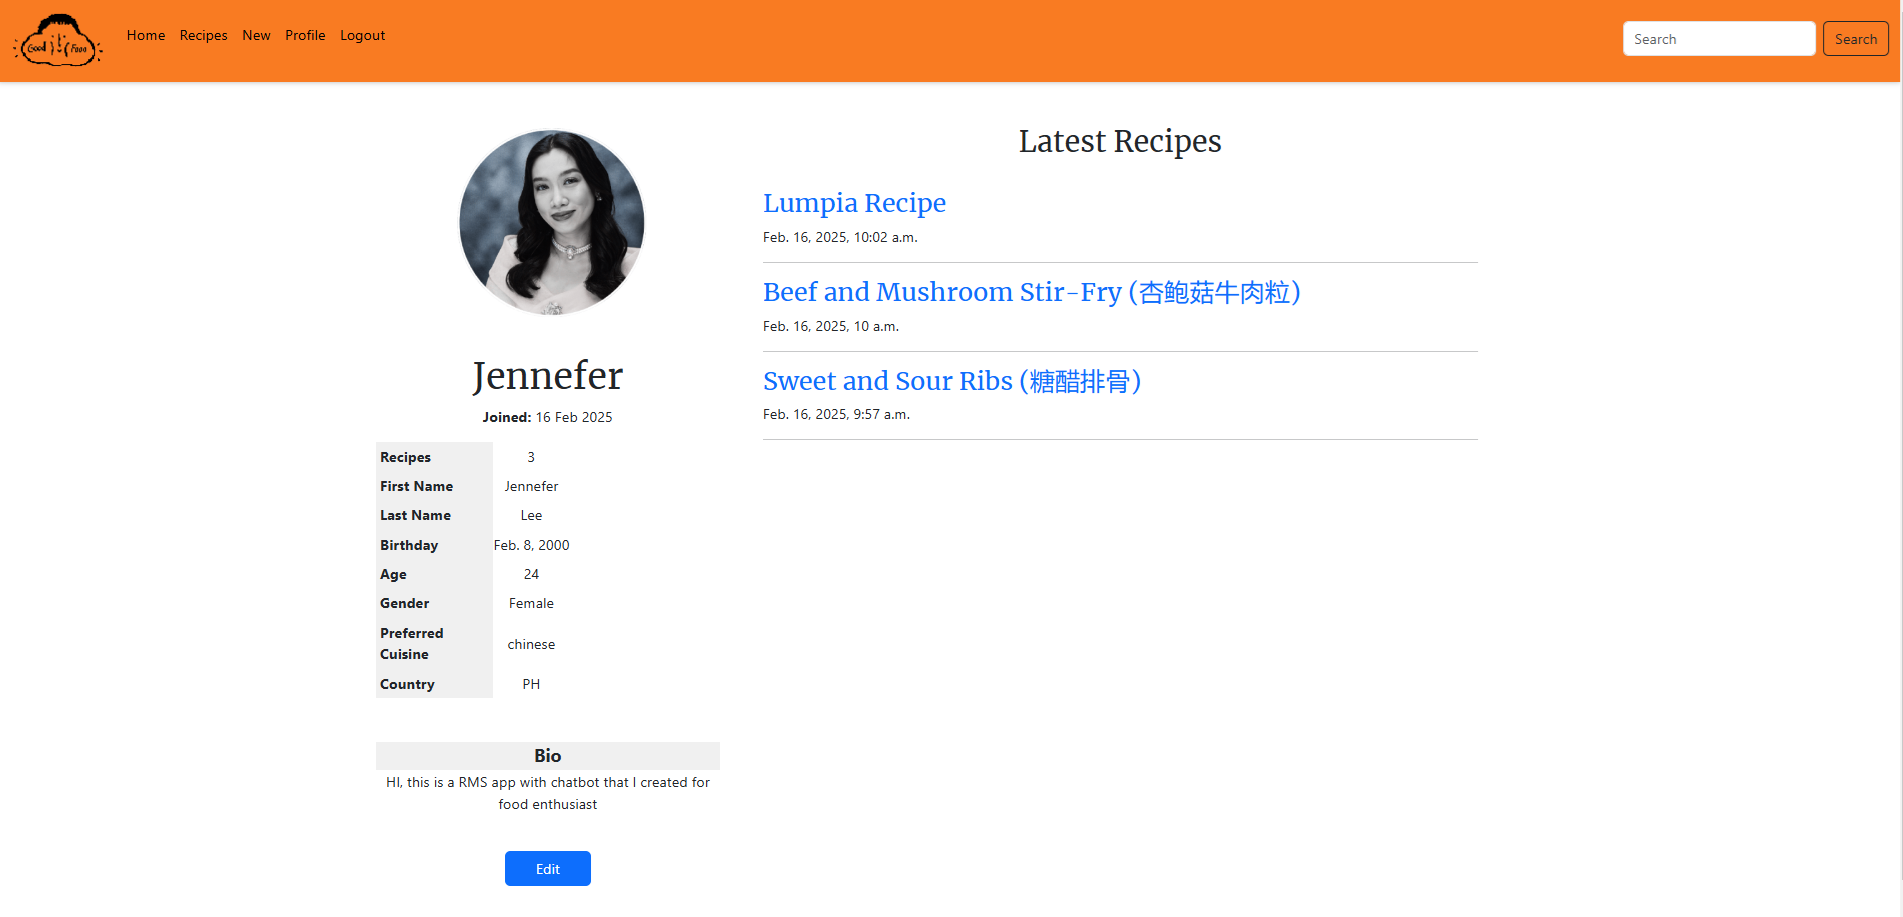 Good Food
Home Recipes New Profile Logout
Search Search
Latest Recipes
Lumpia Recipe
Feb. 16, 2025, 10:02 a.m.
Beef and Mushroom Stir-Fry (杏鲍菇牛肉粒)
Feb. 16, 2025, 10 a.m.
Sweet and Sour Ribs (糖醋排骨)
Feb. 16, 2025, 9:57 a.m.
Jennefer
Joined: 16 Feb 2025
Recipes 3
First Name Jennefer
Last Name Lee
Birthday Feb. 8, 2000
Age 24
Gender Female
Preferred
Cuisine chinese
Country PH
Bio
HI, this is a RMS app with chatbot that I created for
food enthusiast
Edit